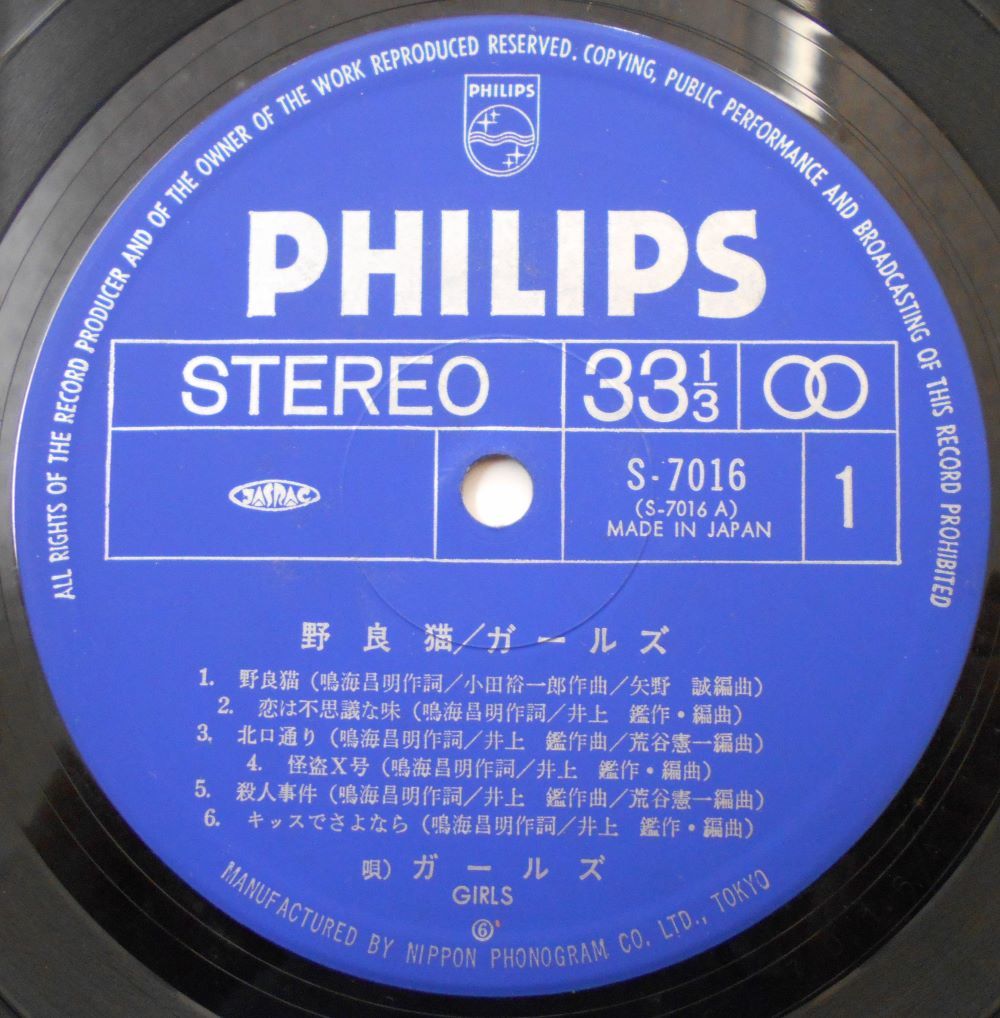 ALL RIGHTS OF THE RECORD PRODUCER AND OF THE OWNER OF THE WORK REPRODUCED RESERVED. COPYING, PUBLIC PERFORMANCE AND BROADCASTING OF THIS RECORD PROHIBITED
PHILIPS
PHILIPS
STEREO
33 1/3
JASRAC
S-7016
(S-7016 A)
MADE IN JAPAN
1
野良猫/ガールズ
1. 野良猫(鳴海昌明作詞/小田裕一郎作曲/矢野 誠編曲)
2. 恋は不思議な味(鳴海昌明作詞/井上 鑑作・編曲)
3. 北口通り(鳴海昌明作詞/井上 鑑作曲/荒谷憲一編曲)
4. 怪盗X号(鳴海昌明作詞/井上 鑑作・編曲)
5. 殺人事件(鳴海昌明作詞/井上 鑑作曲/荒谷憲一編曲)
6. キッスでさよなら(鳴海昌明作詞/井上 鑑作・編曲)
唄)ガールズ
GIRLS
⑥
MANUFACTURED BY NIPPON PHONOGRAM CO. LTD., TOKYO